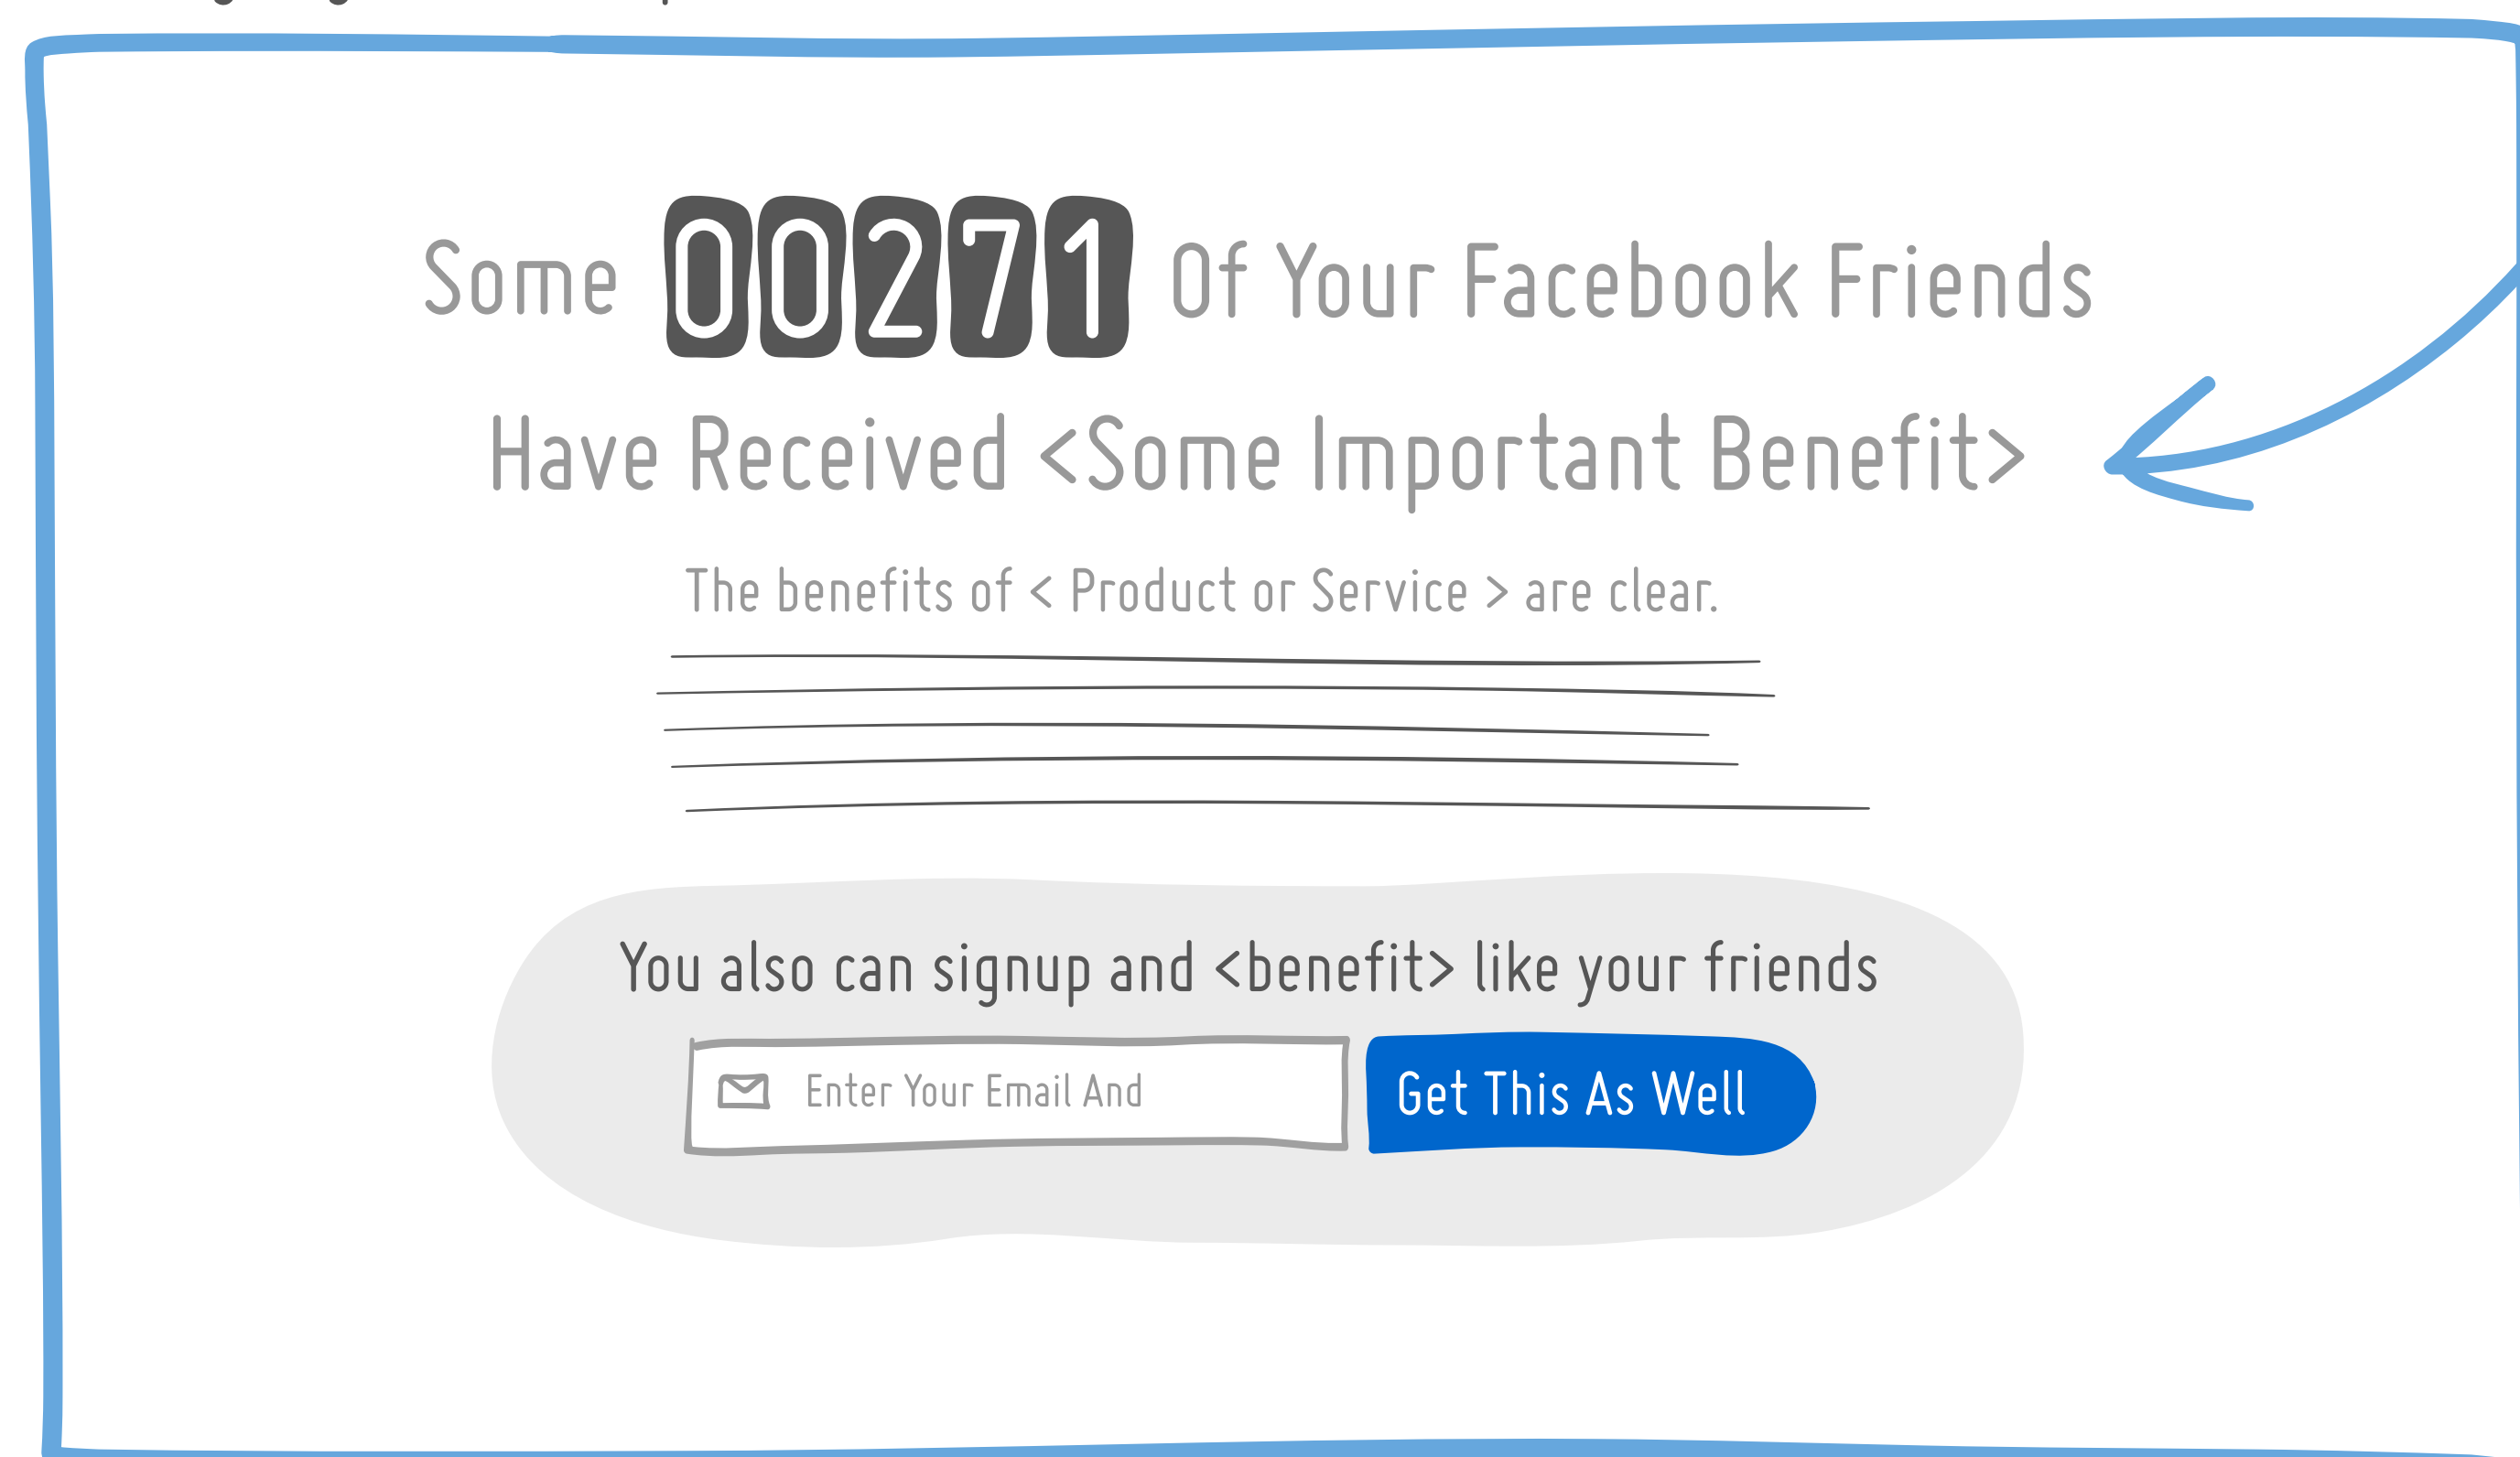 Some 00271 Of Your Facebook Friends
Have Received <Some Important Benefit>
The benefits of < Product or Service > are clear.
You also can signup and <benefit> like your friends
Enter Your Email And
Get This As Well